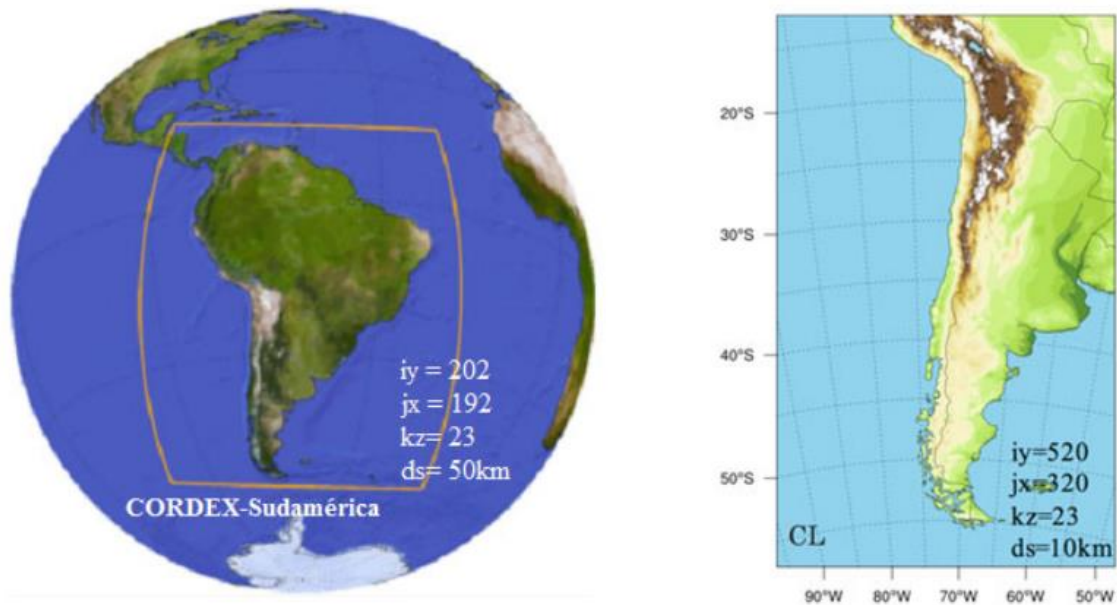 iy = 202
jx = 192
kz= 23
ds= 50km
CORDEX-Sudamérica
20°S
30°S
40°S
50°S
iy=520
jx=320
kz=23
ds=10km
CL
90°W 80°W 70°W 60°W 50°W